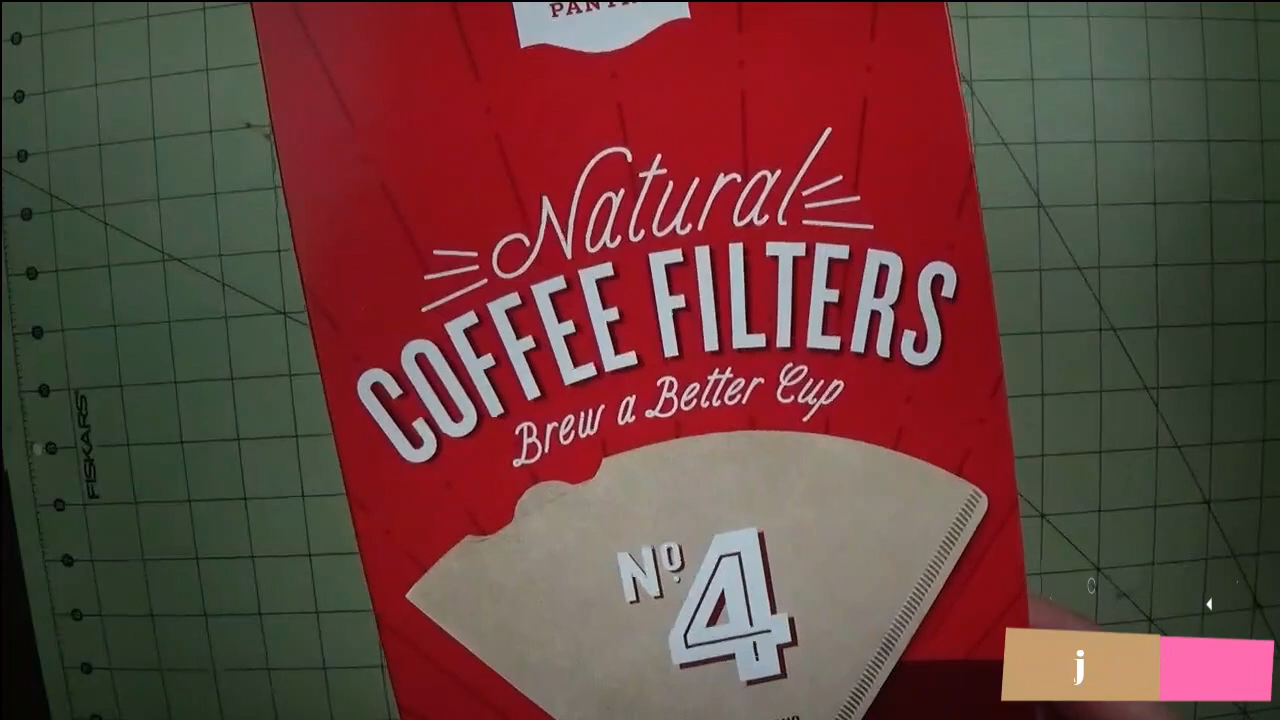 Natural
COFFEE FILTERS
Brew a Better Cup
Nº 4
FISKARS
j